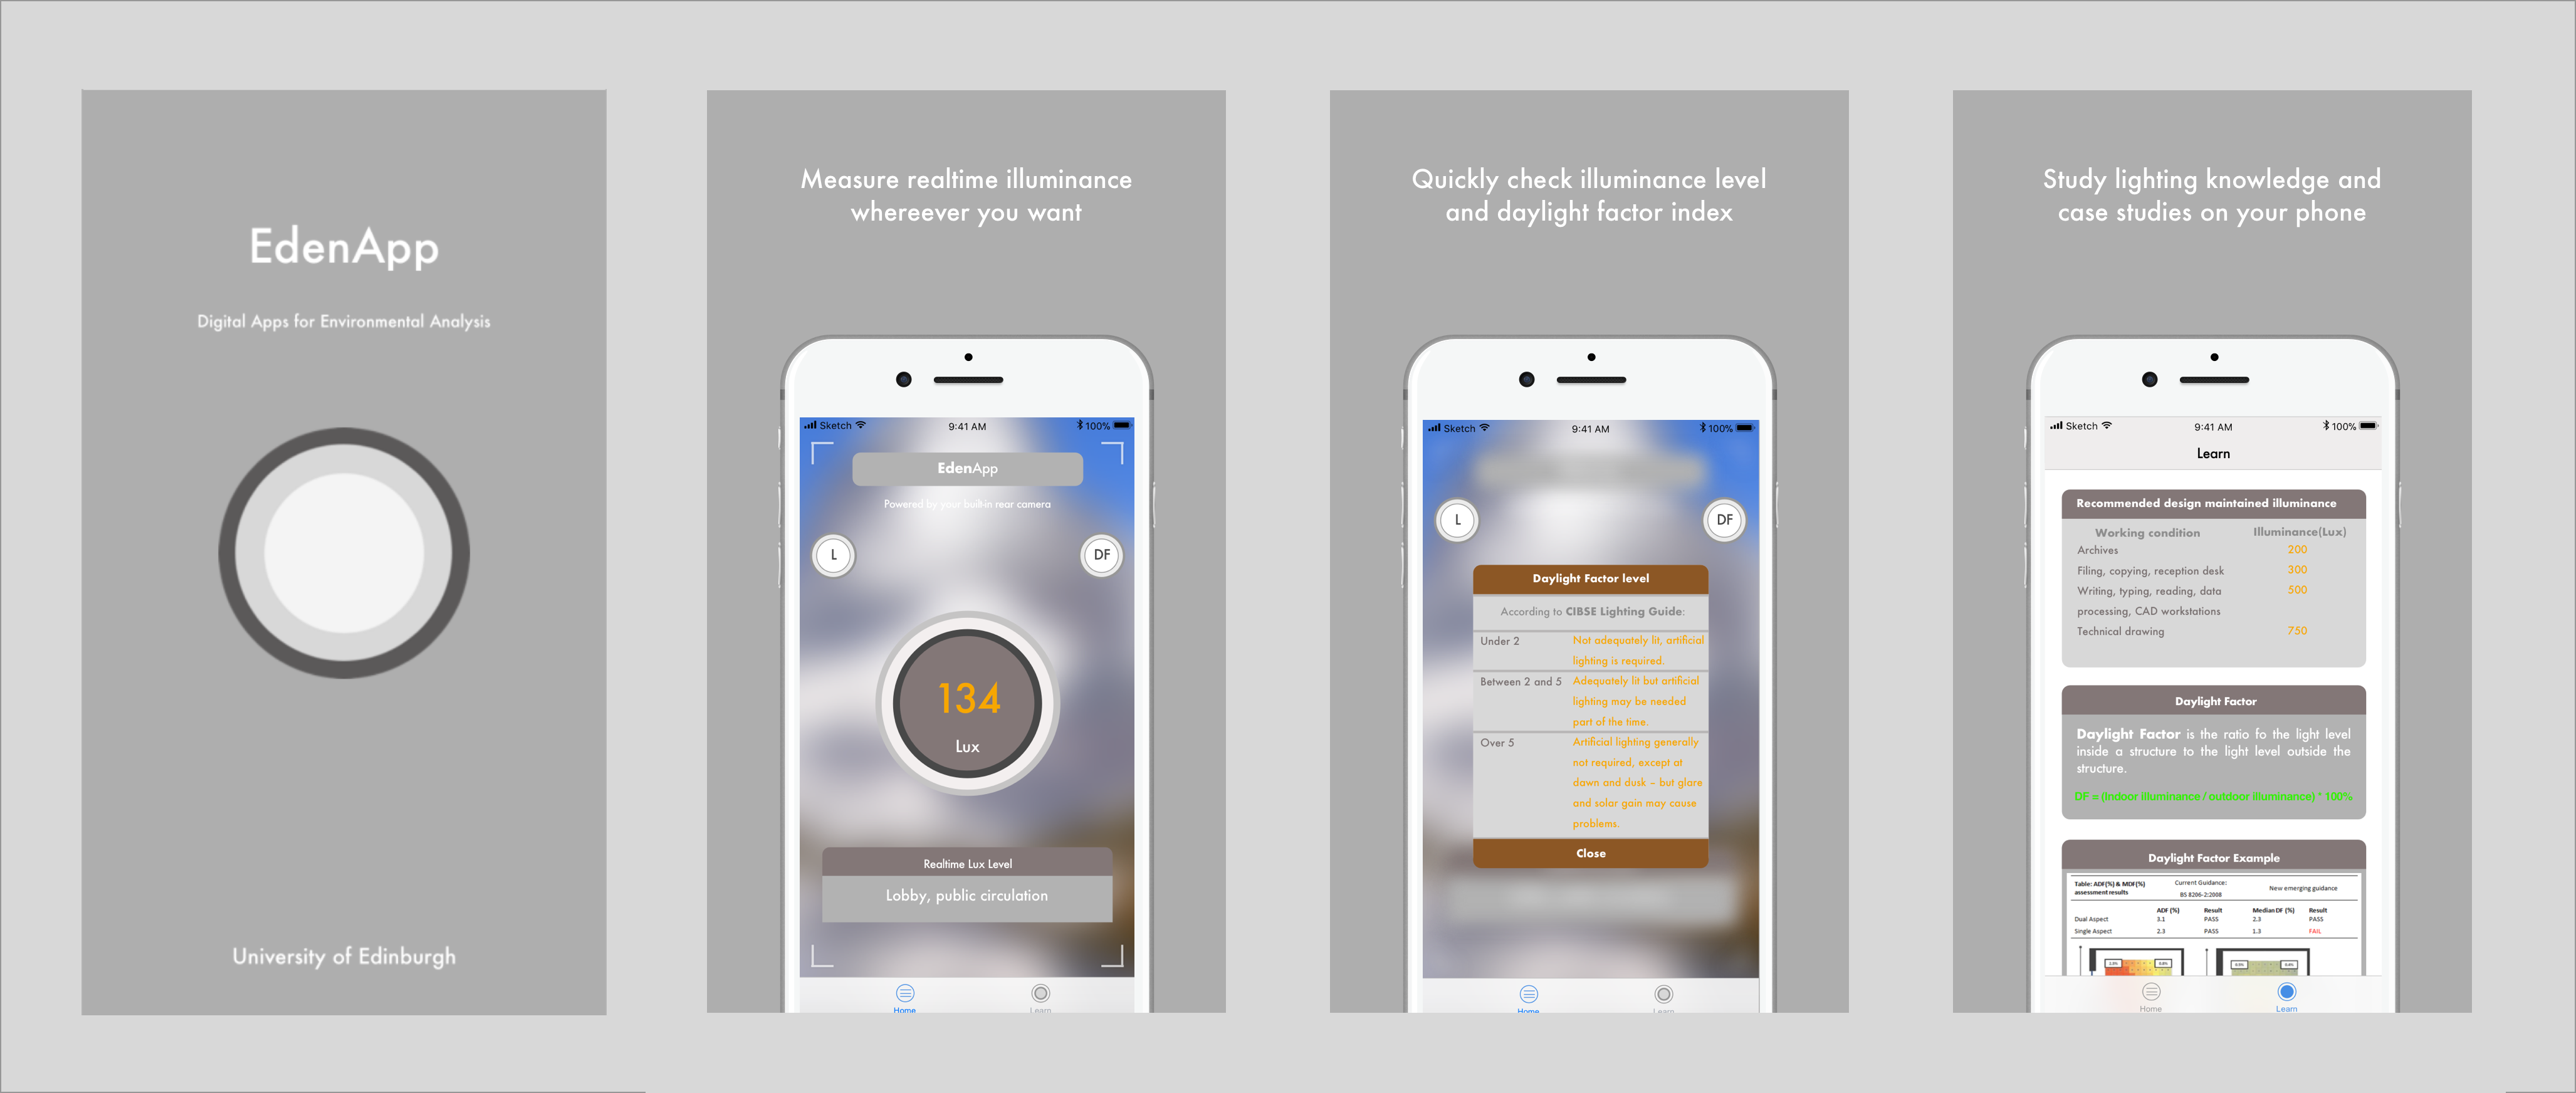 EdenApp
Digital Apps for Environmental Analysis
University of Edinburgh
Measure realtime illuminance
whereever you want
Sketch 9:41 AM 100%
EdenApp
Powered by your built-in rear camera
L DF
134
Lux
Realtime Lux Level
Lobby, public circulation
Home Learn
Quickly check illuminance level
and daylight factor index
Sketch 9:41 AM 100%
L DF
Daylight Factor level
According to CIBSE Lighting Guide:
Under 2 Not adequately lit, artificial
lighting is required.
Between 2 and 5 Adequately lit but artificial
lighting may be needed
part of the time.
Over 5 Artificial lighting generally
not required, except at
dawn and dusk – but glare
and solar gain may cause
problems.
Close
Home Learn
Study lighting knowledge and
case studies on your phone
Sketch 9:41 AM 100%
Learn
Recommended design maintained illuminance
Working condition Illuminance(Lux)
Archives 200
Filing, copying, reception desk 300
Writing, typing, reading, data 500
processing, CAD workstations
Technical drawing 750
Daylight Factor
Daylight Factor is the ratio fo the light level
inside a structure to the light level outside the
structure.
DF = (Indoor illuminance / outdoor illuminance) * 100%
Daylight Factor Example
Table: ADF(%) & MDF(%) Current Guidance: New emerging guidance
assessment results BS 8206-2:2008
ADF (%) Result Median DF (%) Result
Dual Aspect 3.1 PASS 2.3 PASS
Single Aspect 2.3 PASS 1.3 FAIL
Home Learn